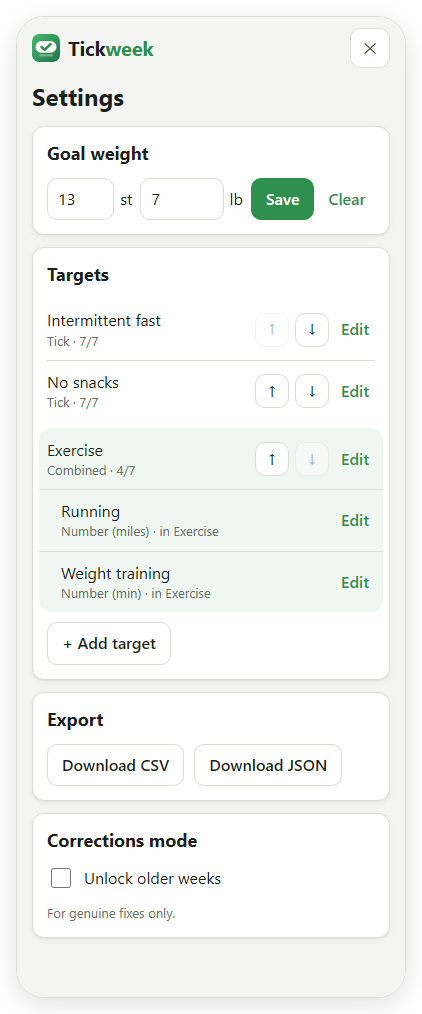 Tickweek
Settings
Goal weight
13 st 7 lb Save Clear
Targets
Intermittent fast
Tick · 7/7
↑ ↓ Edit
No snacks
Tick · 7/7
↑ ↓ Edit
Exercise
Combined · 4/7
↑ ↓ Edit
Running
Number (miles) · in Exercise
Edit
Weight training
Number (min) · in Exercise
Edit
+ Add target
Export
Download CSV Download JSON
Corrections mode
Unlock older weeks
For genuine fixes only.